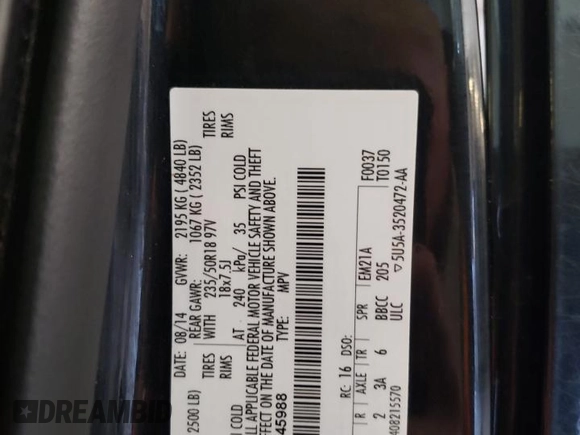 DATE: 08/14 GVWR: 2195 KG ( 4840 LB)
2500 LB) REAR GAWR: 1067 KG ( 2352 LB)
TIRES WITH 235/50R18 97V TIRES
RIMS 18x7.5J RIMS
I COLD AT 240 kPa/ 35 PSI COLD
ALL APPLICABLE FEDERAL MOTOR VEHICLE SAFETY AND THEFT
EFFECT ON THE DATE OF MANUFACTURE SHOWN ABOVE.
45988 TYPE: MPV
F0037
T0150
RC: 16 DSO:
R AXLE TR SPR EM21A
2 3A 6 BBCC 205
408215570 ULC ▽5U5A-3520472-AA
DREAMBID